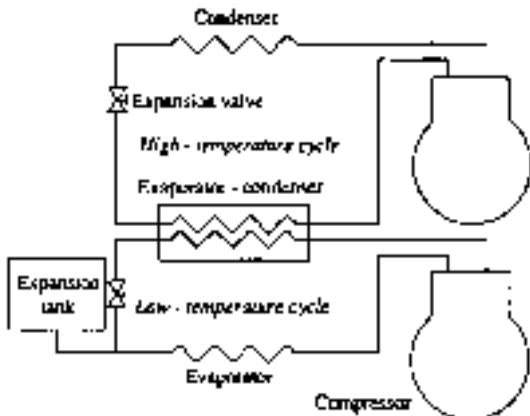 Condenser
Expansion valve
High - temperature cycle
Evaporator - condenser
Expansion
tank
Low - temperature cycle
Evaporator
Compressor